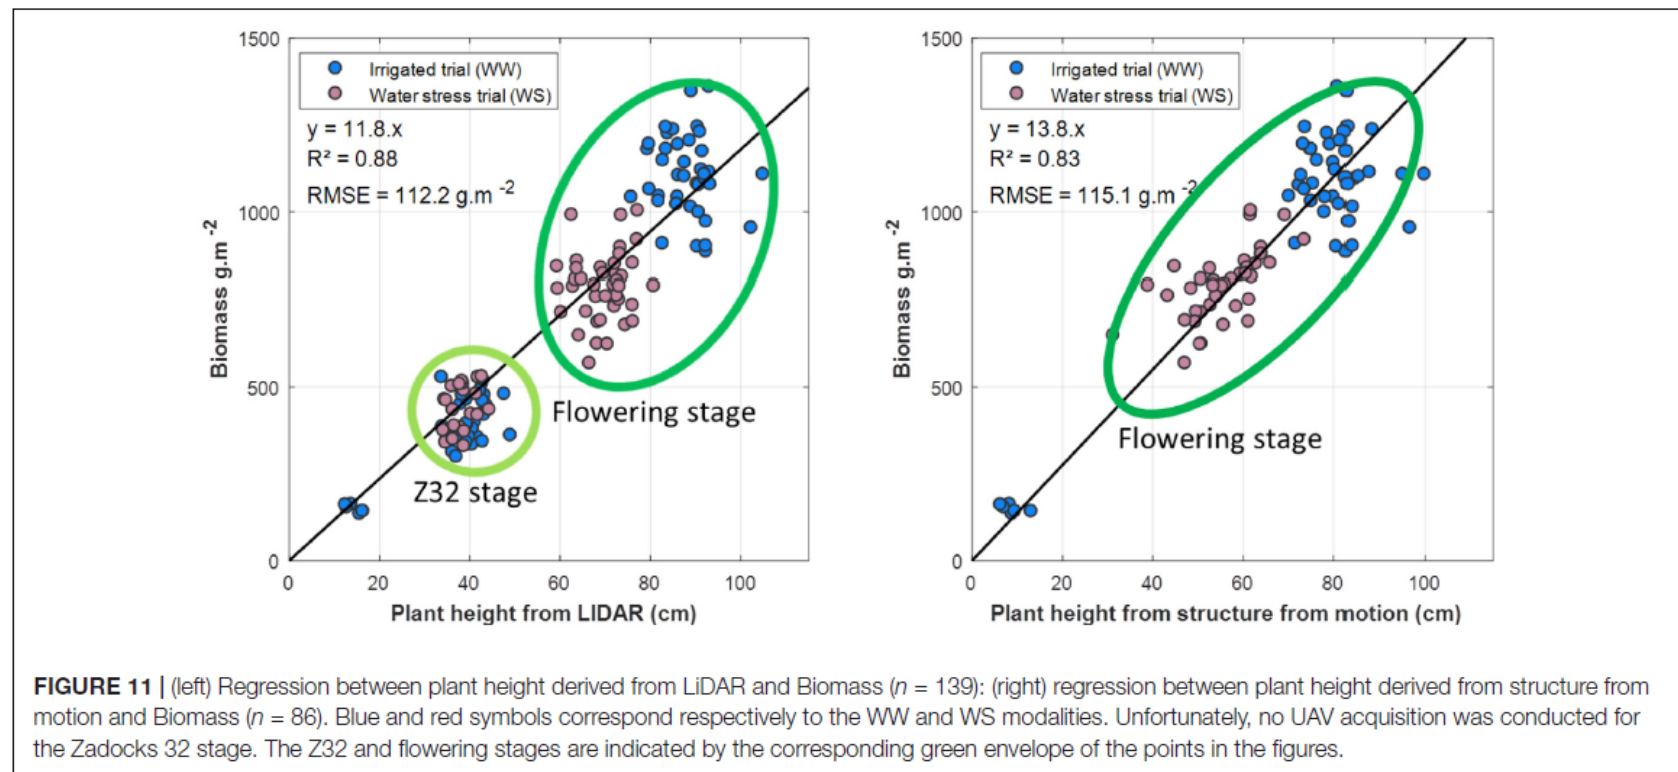 1500
1000
500
0
Biomass g.m -2
Irrigated trial (WW)
Water stress trial (WS)
y = 11.8.x
R² = 0.88
RMSE = 112.2 g.m -2
Flowering stage
Z32 stage
0 20 40 60 80 100
Plant height from LIDAR (cm)
1500
1000
500
0
Biomass g.m -2
Irrigated trial (WW)
Water stress trial (WS)
y = 13.8.x
R² = 0.83
RMSE = 115.1 g.m -2
Flowering stage
0 20 40 60 80 100
Plant height from structure from motion (cm)
FIGURE 11 | (left) Regression between plant height derived from LiDAR and Biomass (n = 139): (right) regression between plant height derived from structure from
motion and Biomass (n = 86). Blue and red symbols correspond respectively to the WW and WS modalities. Unfortunately, no UAV acquisition was conducted for
the Zadocks 32 stage. The Z32 and flowering stages are indicated by the corresponding green envelope of the points in the figures.